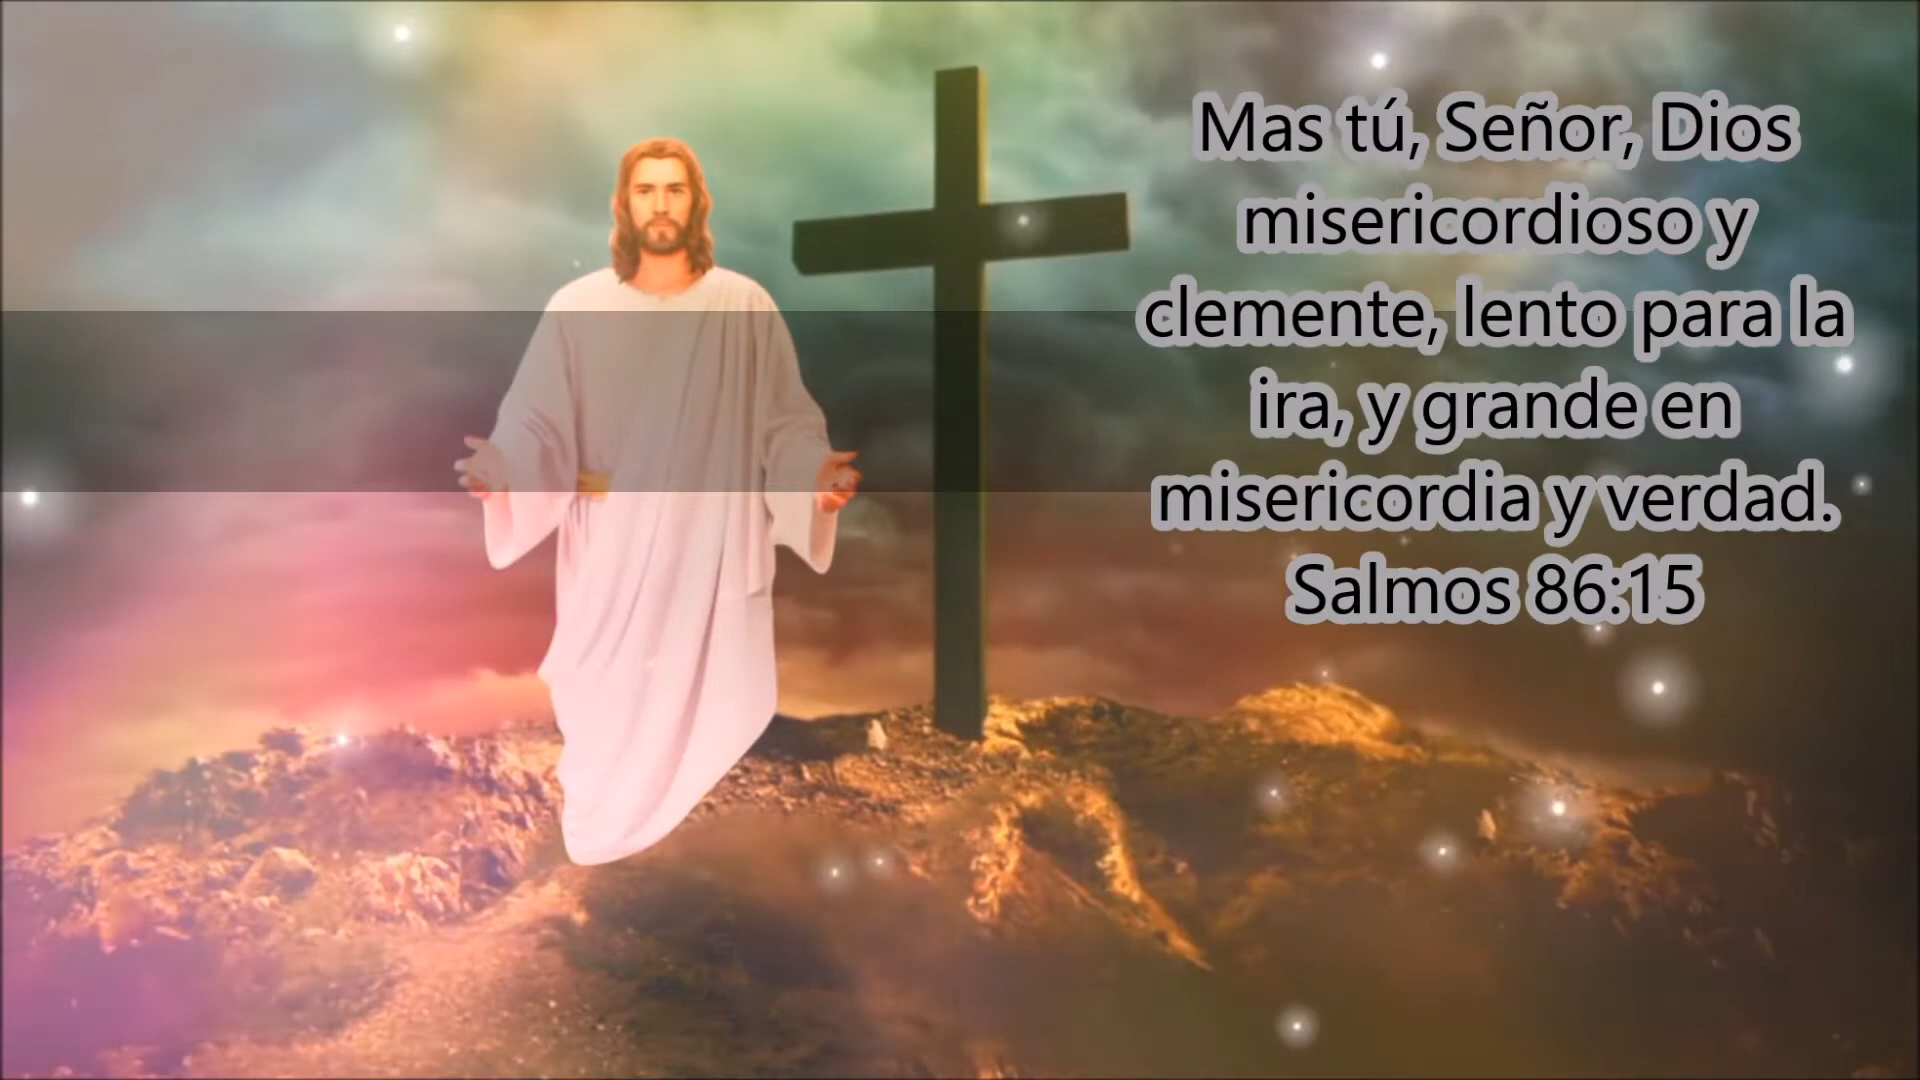 Mas tú, Señor, Dios
misericordioso y
clemente, lento para la
ira, y grande en
misericordia y verdad.
Salmos 86:15